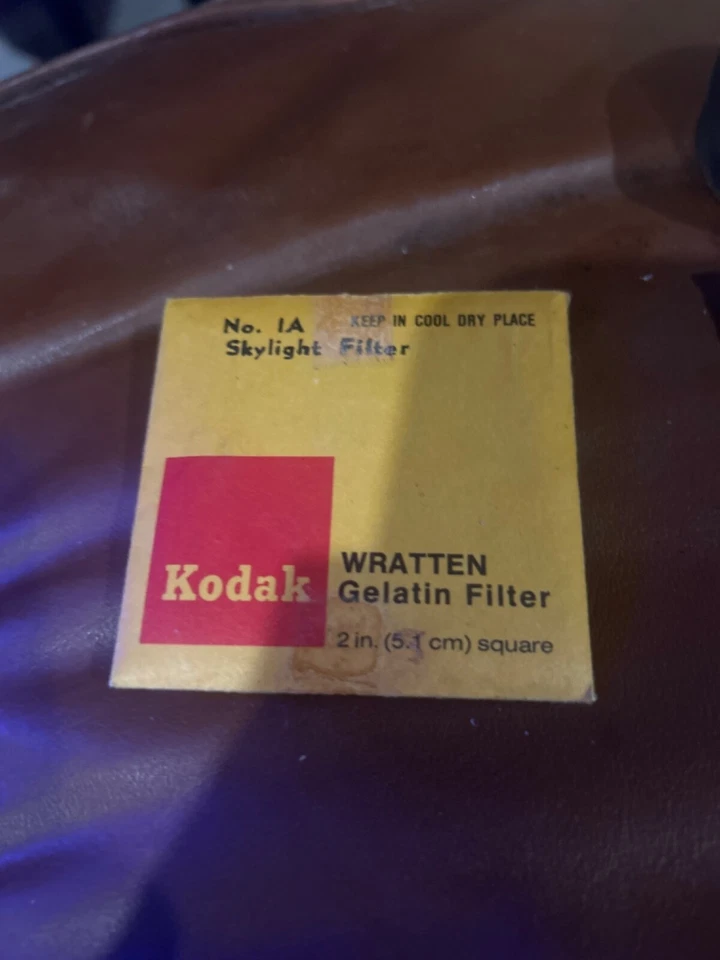 No. 1A
KEEP IN COOL DRY PLACE
Skylight Filter
Kodak
WRATTEN
Gelatin Filter
2 in. (5.1 cm) square